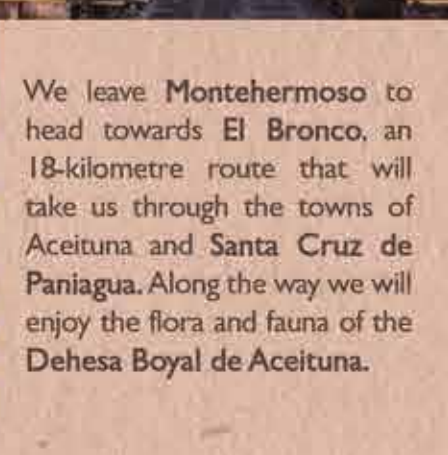 We leave Montehermoso to
head towards El Bronco, an
18-kilometre route that will
take us through the towns of
Aceituna and Santa Cruz de
Paniagua. Along the way we will
enjoy the flora and fauna of the
Dehesa Boyal de Aceituna.